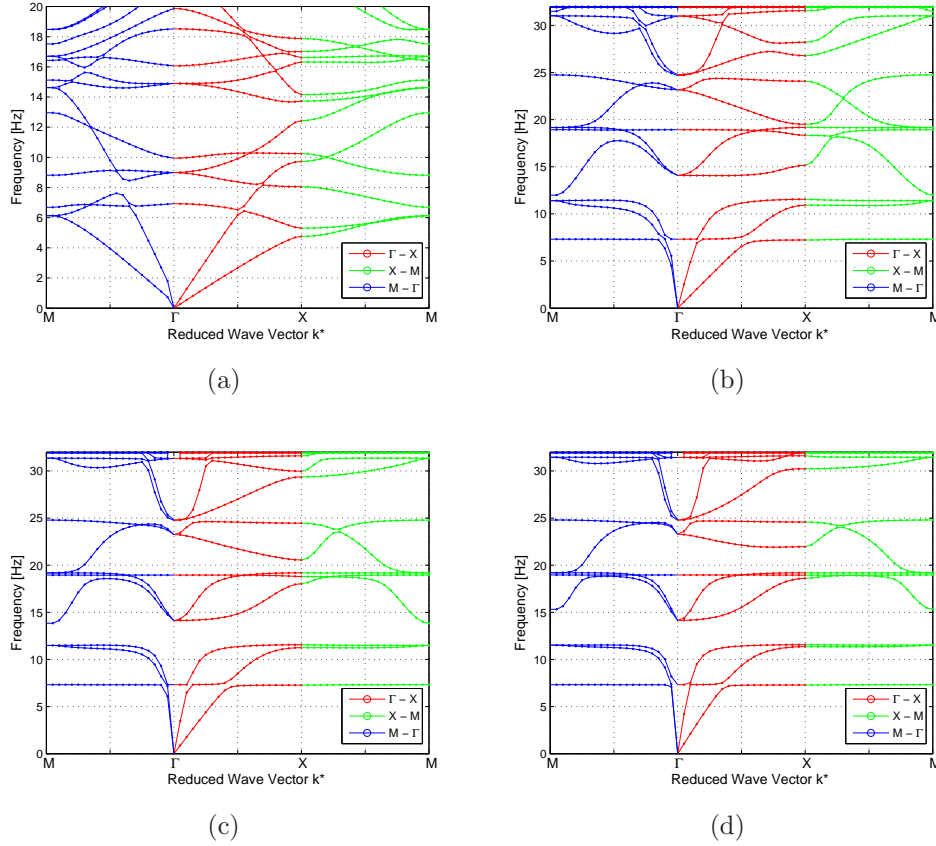 20
18
16
14
12
10
8
6
4
2
0
Frequency [Hz]
M Γ X M
Reduced Wave Vector k*
Γ − X
X − M
M − Γ
(a)
30
25
20
15
10
5
0
Frequency [Hz]
M Γ X M
Reduced Wave Vector k*
Γ − X
X − M
M − Γ
(b)
30
25
20
15
10
5
0
Frequency [Hz]
M Γ X M
Reduced Wave Vector k*
Γ − X
X − M
M − Γ
(c)
30
25
20
15
10
5
0
Frequency [Hz]
M Γ X M
Reduced Wave Vector k*
Γ − X
X − M
M − Γ
(d)